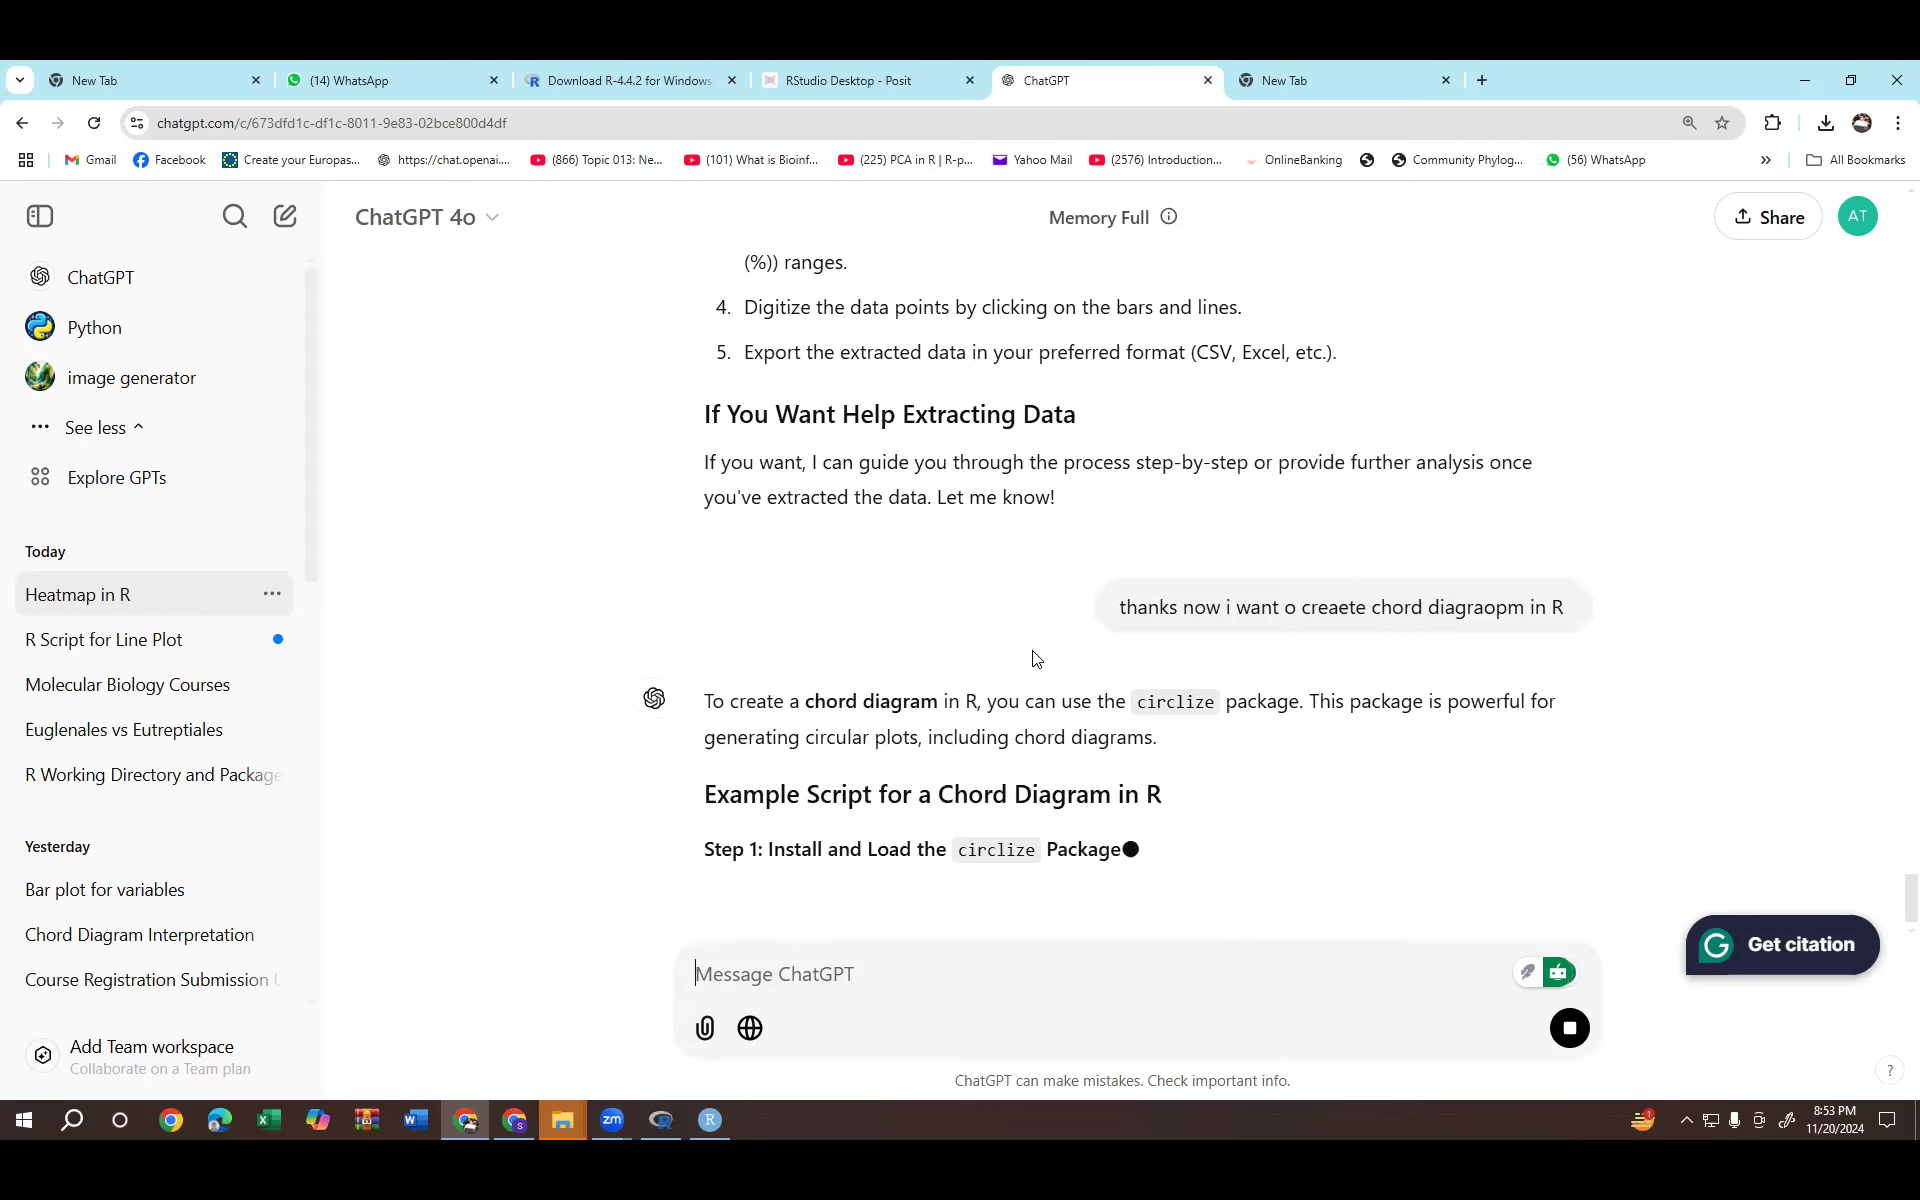 New Tab
(14) WhatsApp
Download R-4.4.2 for Windows.
RStudio Desktop - Posit
ChatGPT
New Tab
chatgpt.com/c/673dfd1c-df1c-8011-9e83-02bce800d4df
Gmail
Facebook
Create your Europas...
https://chat.openai....
(866) Topic 013: Ne...
(101) What is Bioinf...
(225) PCA in R | R-p...
Yahoo Mail
(2576) Introduction...
OnlineBanking
Community Phylog...
(56) WhatsApp
All Bookmarks
ChatGPT 4o
Memory Full
Share
AT
ChatGPT
Python
image generator
See less
Explore GPTs
Today
Heatmap in R
R Script for Line Plot
Molecular Biology Courses
Euglenales vs Eutreptiales
R Working Directory and Package
Yesterday
Bar plot for variables
Chord Diagram Interpretation
Course Registration Submission
Add Team workspace
Collaborate on a Team plan
(%)) ranges.
4. Digitize the data points by clicking on the bars and lines.
5. Export the extracted data in your preferred format (CSV, Excel, etc.).
If You Want Help Extracting Data
If you want, I can guide you through the process step-by-step or provide further analysis once
you've extracted the data. Let me know!
thanks now i want o creaete chord diagraopm in R
To create a chord diagram in R, you can use the circlize package. This package is powerful for
generating circular plots, including chord diagrams.
Example Script for a Chord Diagram in R
Step 1: Install and Load the circlize Package
Get citation
Message ChatGPT
ChatGPT can make mistakes. Check important info.
?
8:53 PM
11/20/2024